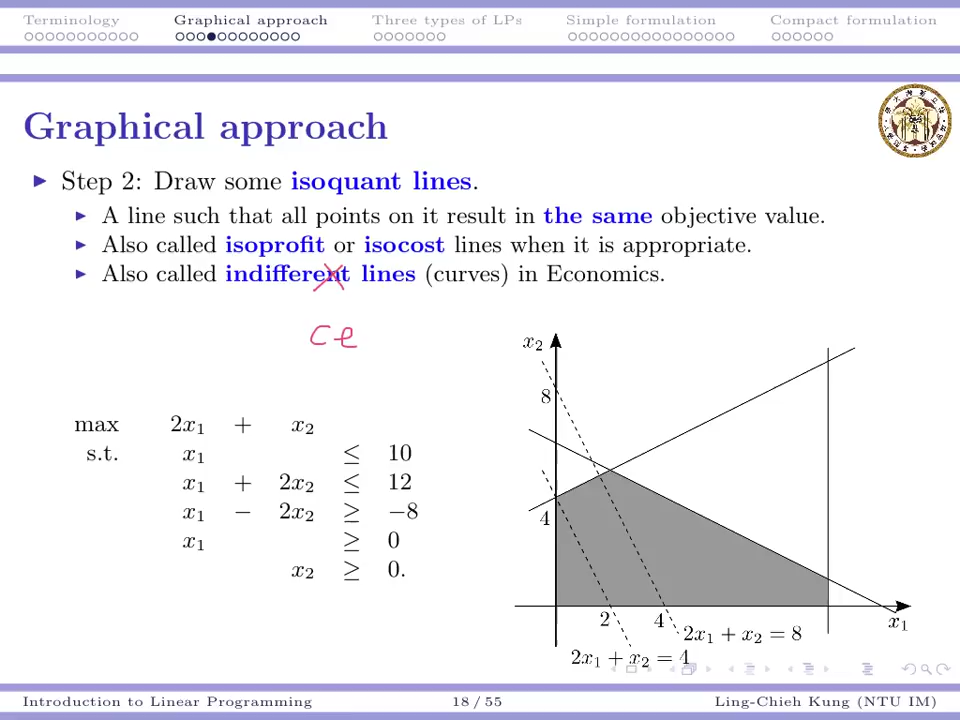 Terminology Graphical approach Three types of LPs Simple formulation Compact formulation
Graphical approach
Step 2: Draw some isoquant lines.
A line such that all points on it result in the same objective value.
Also called isoprofit or isocost lines when it is appropriate.
Also called indifferent lines (curves) in Economics.
ce
max 2x₁ + x₂
s.t. x₁ ≤ 10
x₁ + 2x₂ ≤ 12
x₁ − 2x₂ ≥ −8
x₁ ≥ 0
x₂ ≥ 0.
x₂
8
4
2 4 x₁
2x₁ + x₂ = 8
2x₁ + x₂ = 4
Introduction to Linear Programming 18 / 55 Ling-Chieh Kung (NTU IM)